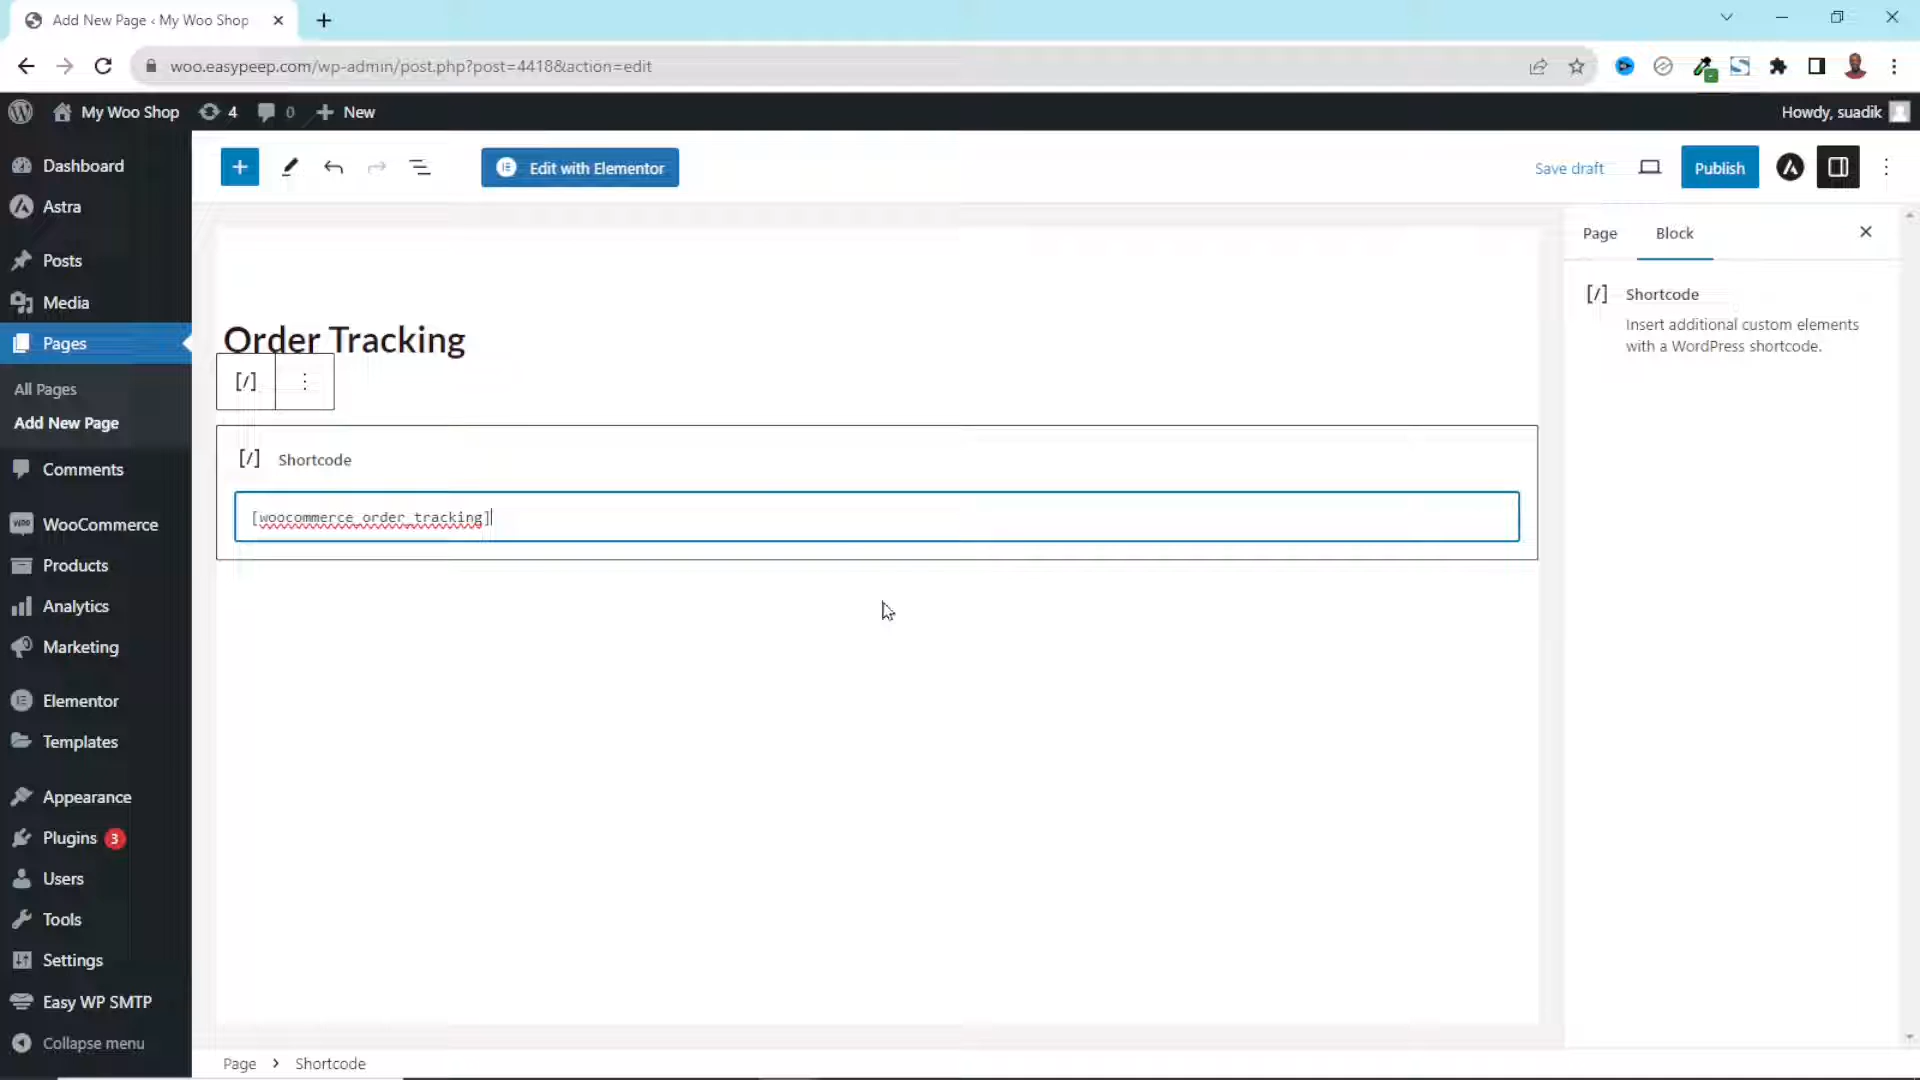 Add New Page ‹ My Woo Shop
woo.easypeep.com/wp-admin/post.php?post=4418&action=edit
My Woo Shop 4 0 New Howdy, suadik
Dashboard
Astra
Posts
Media
Pages
All Pages
Add New Page
Comments
WooCommerce
Products
Analytics
Marketing
Elementor
Templates
Appearance
Plugins 3
Users
Tools
Settings
Easy WP SMTP
Collapse menu
Edit with Elementor Save draft Publish
Order Tracking
[/]
[/] Shortcode
[woocommerce_order_tracking]
Page Block
[/] Shortcode
Insert additional custom elements
with a WordPress shortcode.
Page › Shortcode